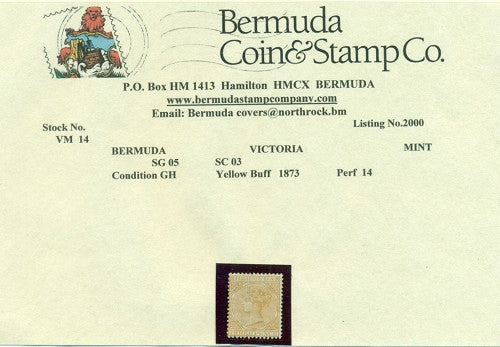 Bermuda
Coin&Stamp Co.
P.O. Box HM 1413 Hamilton HMCX BERMUDA
www.bermudastampcompany.com
Email: Bermuda covers@northrock.bm
Stock No. Listing No.2000
VM 14
BERMUDA VICTORIA MINT
SG 05 SC 03
Condition GH Yellow Buff 1873 Perf 14